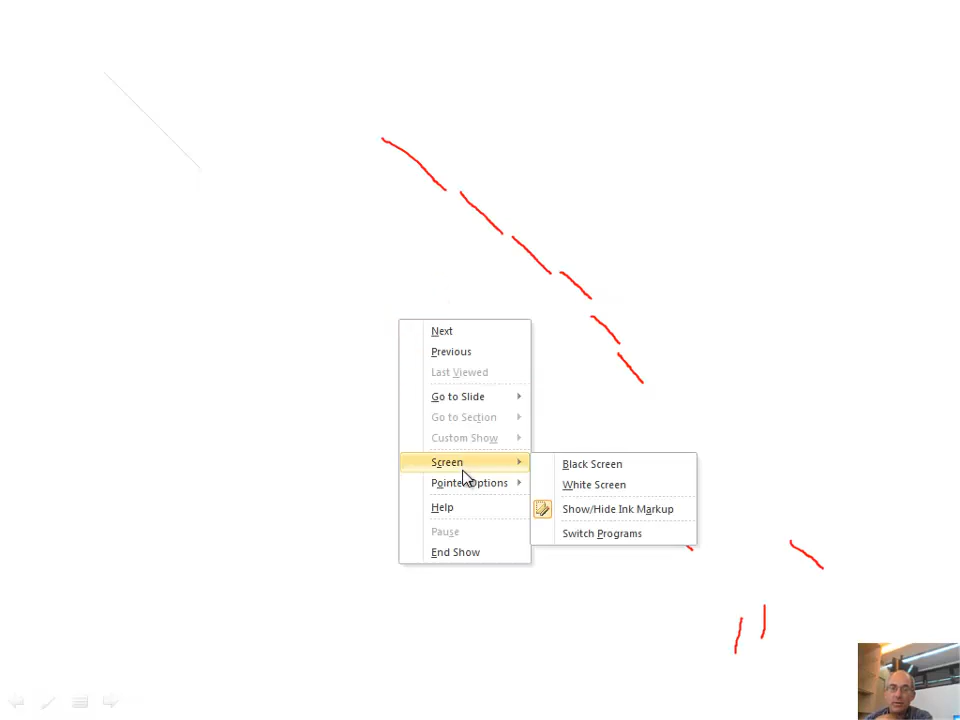 Next
Previous
Last Viewed
Go to Slide
Go to Section
Custom Show
Screen
Pointer Options
Help
Pause
End Show
Black Screen
White Screen
Show/Hide Ink Markup
Switch Programs